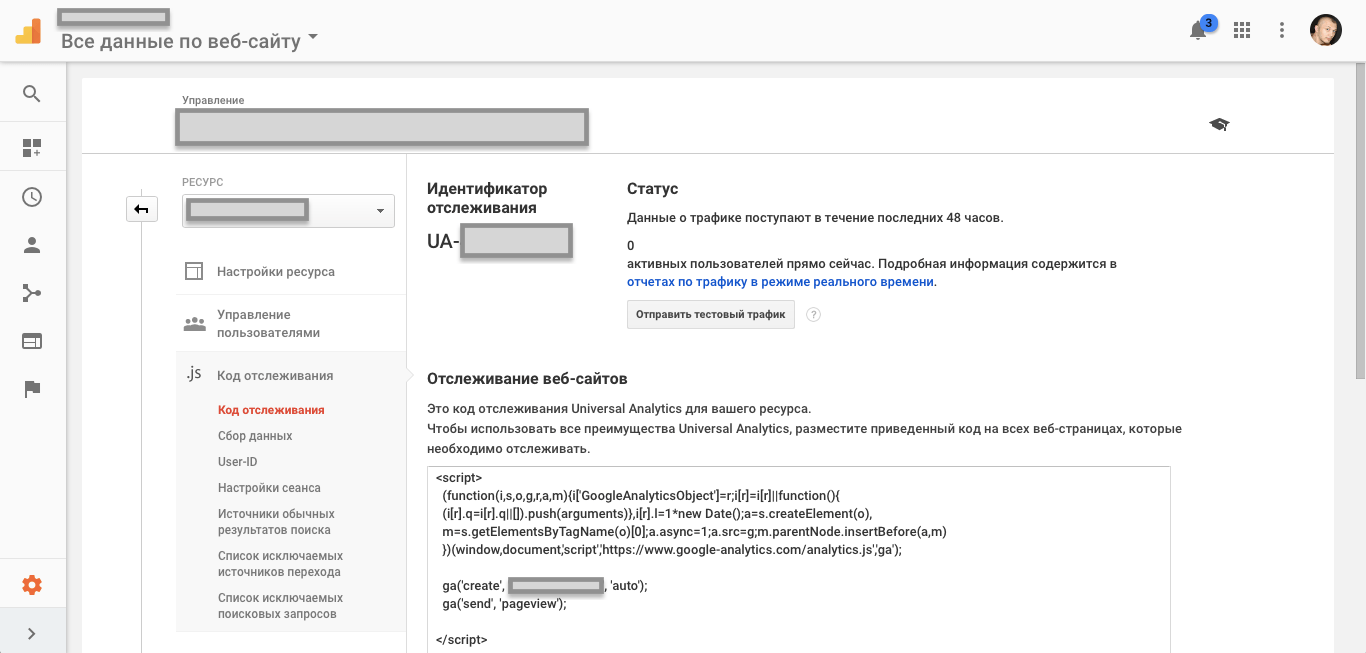 Все данные по веб-сайту
3
Управление
РЕСУРС
Настройки ресурса
Управление
пользователями
.js Код отслеживания
Код отслеживания
Сбор данных
User-ID
Настройки сеанса
Источники обычных
результатов поиска
Список исключаемых
источников перехода
Список исключаемых
поисковых запросов
Идентификатор
отслеживания
UA-
Статус
Данные о трафике поступают в течение последних 48 часов.
0
активных пользователей прямо сейчас. Подробная информация содержится в
отчетах по трафику в режиме реального времени.
Отправить тестовый трафик ?
Отслеживание веб-сайтов
Это код отслеживания Universal Analytics для вашего ресурса.
Чтобы использовать все преимущества Universal Analytics, разместите приведенный код на всех веб-страницах, которые
необходимо отслеживать.
<script>
(function(i,s,o,g,r,a,m){i['GoogleAnalyticsObject']=r;i[r]=i[r]||function(){
(i[r].q=i[r].q||[]).push(arguments)},i[r].l=1*new Date();a=s.createElement(o),
m=s.getElementsByTagName(o)[0];a.async=1;a.src=g;m.parentNode.insertBefore(a,m)
})(window,document,'script','https://www.google-analytics.com/analytics.js','ga');
ga('create', , 'auto');
ga('send', 'pageview');
</script>